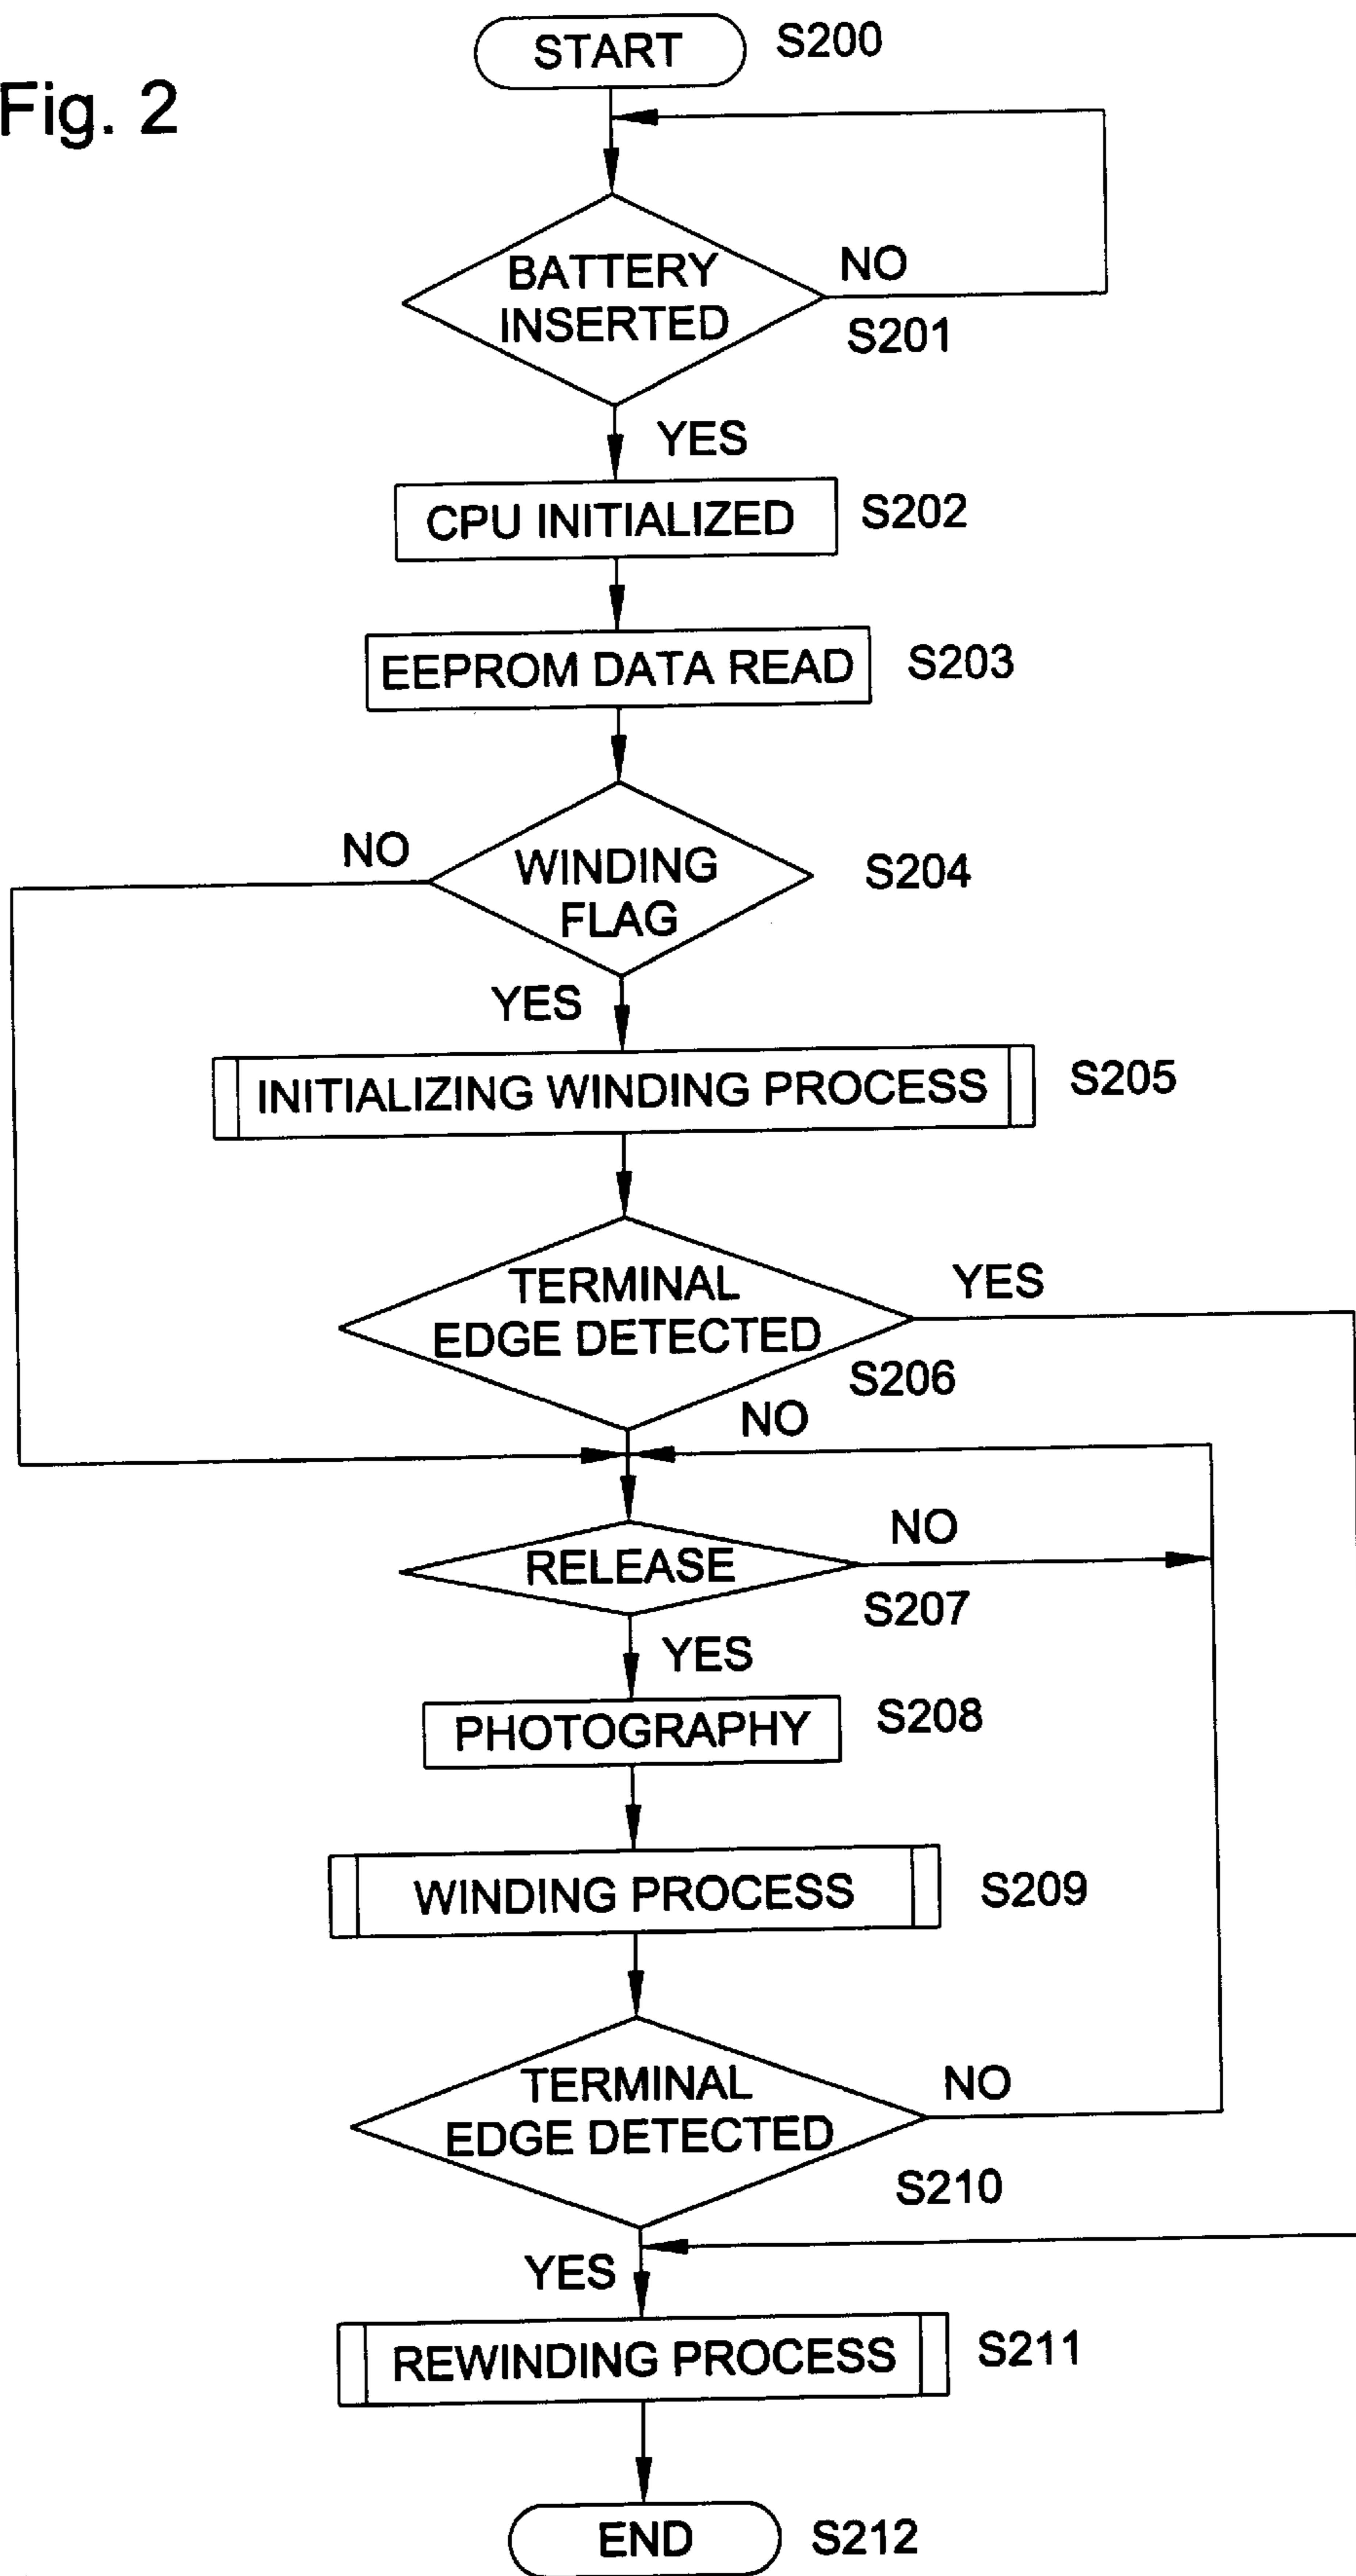 Fig. 2
START
S200
BATTERY
INSERTED
NO
S201
YES
CPU INITIALIZED
S202
EEPROM DATA READ
S203
NO
WINDING
FLAG
S204
YES
INITIALIZING WINDING PROCESS
S205
TERMINAL
EDGE DETECTED
YES
S206
NO
RELEASE
NO
S207
YES
PHOTOGRAPHY
S208
WINDING PROCESS
S209
TERMINAL
EDGE DETECTED
NO
S210
YES
REWINDING PROCESS
S211
END
S212